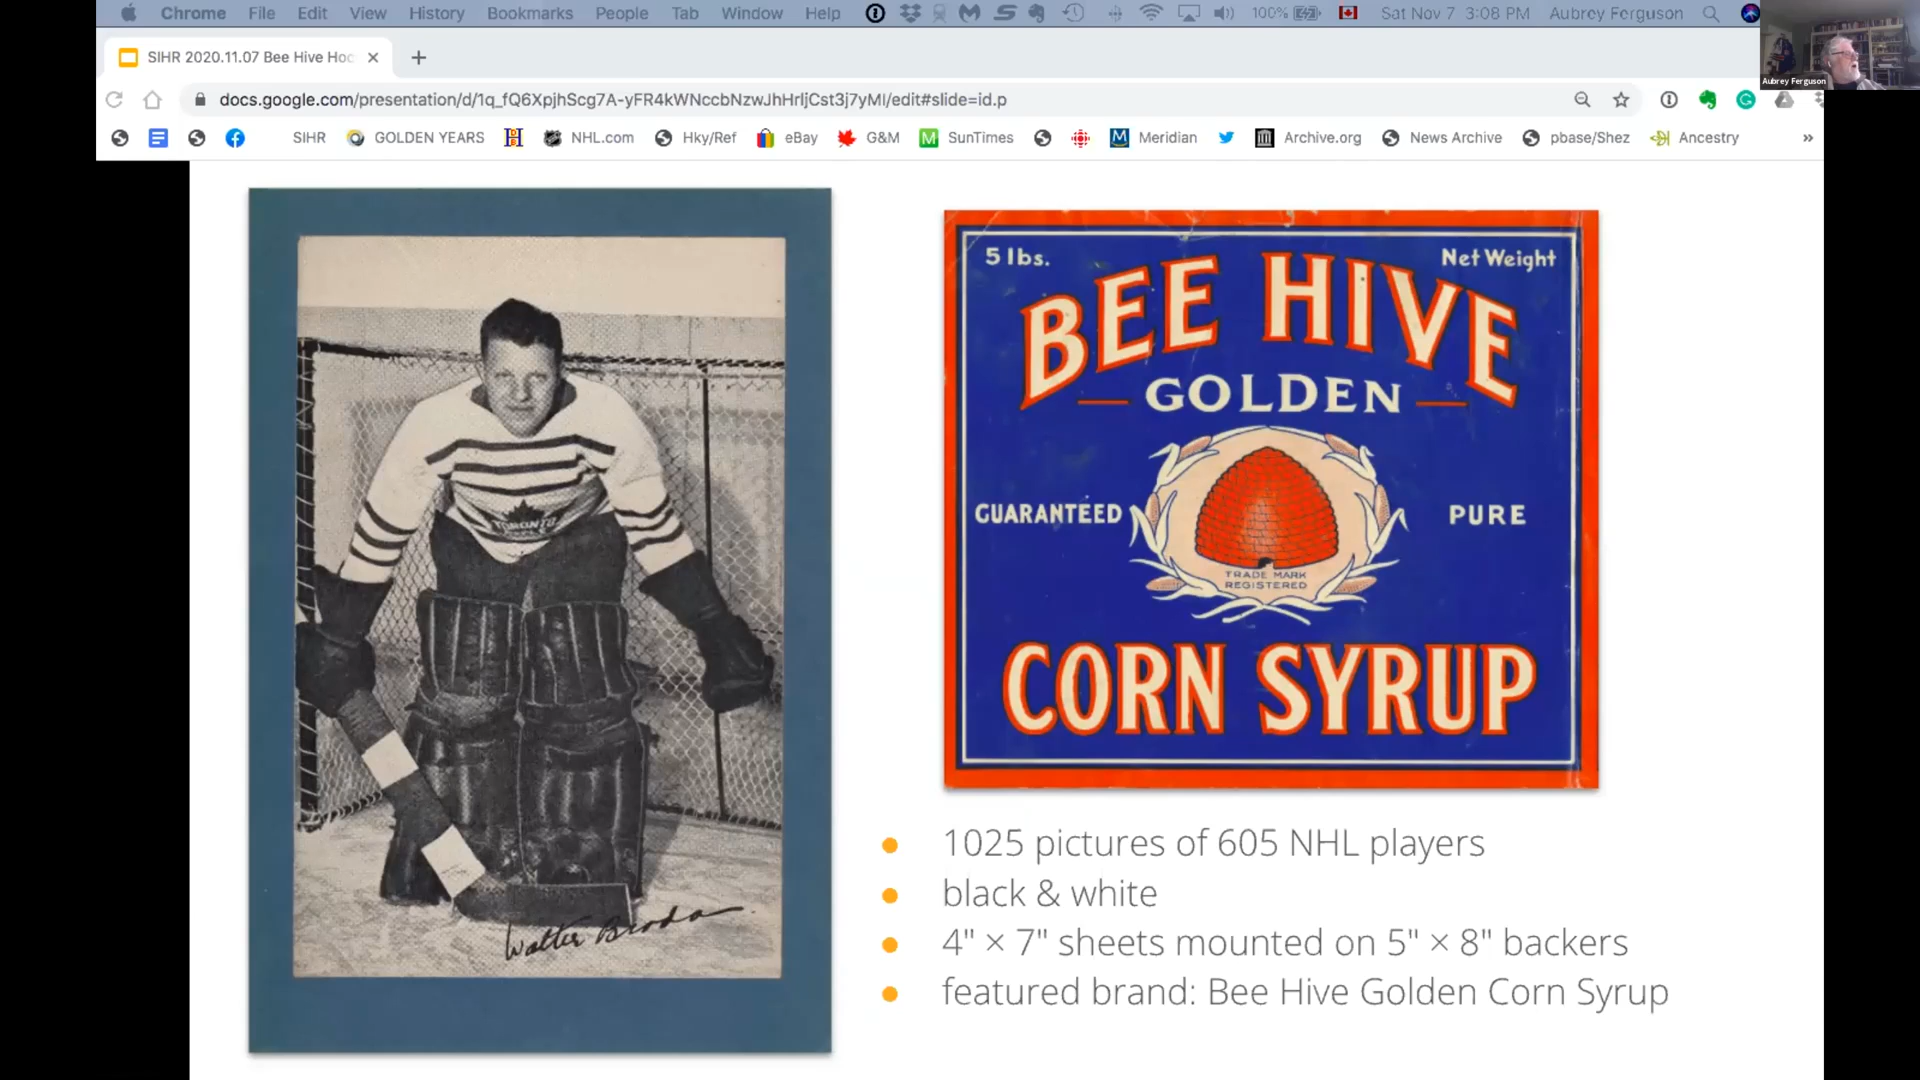 Chrome File Edit View History Bookmarks People Tab Window Help 100% Sat Nov 7 3:08 PM Aubrey Ferguson
Aubrey Ferguson
SIHR 2020.11.07 Bee Hive Hoc
docs.google.com/presentation/d/1q_fQ6XpjhScg7A-yFR4kWNccbNzwJhHrljCst3j7yMI/edit#slide=id.p
SIHR GOLDEN YEARS NHL.com Hky/Ref eBay G&M SunTimes Meridian Archive.org News Archive pbase/Shez Ancestry »
TORONTO
Walter Broda
5 lbs. Net Weight
BEE HIVE
GOLDEN
GUARANTEED PURE
TRADE MARK
REGISTERED
CORN SYRUP
1025 pictures of 605 NHL players
black & white
4" × 7" sheets mounted on 5" × 8" backers
featured brand: Bee Hive Golden Corn Syrup